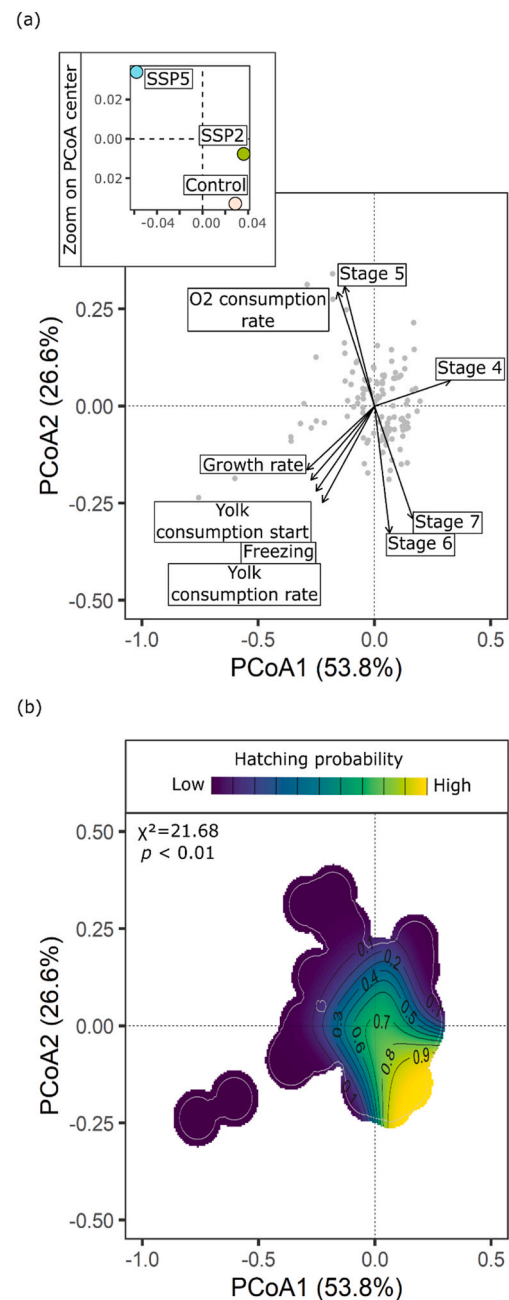 (a)
Zoom on PCoA center
0.02
0.00
0.02
SSP5
SSP2
Control
-0.04
0.00
0.04
0.25
0.00
-0.25
-0.50
PCoA2 (26.6%)
Stage 5
O2 consumption
rate
Stage 4
Growth rate
Yolk
consumption start
Freezing
Yolk
consumption rate
Stage 7
Stage 6
-1.0
-0.5
0.0
0.5
PCoA1 (53.8%)
(b)
Hatching probability
Low
High
χ²=21.68
p < 0.01
0.50
0.25
0.00
-0.25
-0.50
PCoA2 (26.6%)
0.2
0.4
0.3
0.7
0.5
0.6
0.8
0.9
0.1
-1.0
-0.5
0.0
0.5
PCoA1 (53.8%)